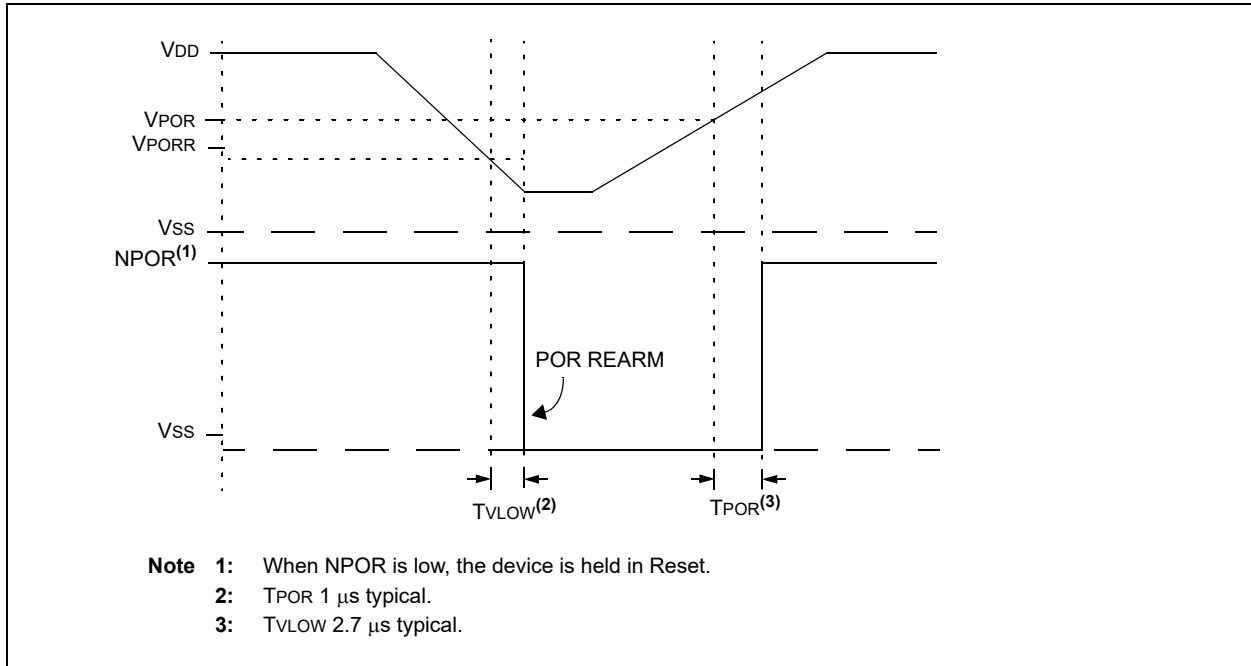 VDD
VPOR
VPORR
VSS
NPOR(1)
POR REARM
VSS
TVLOW(2)
TPOR(3)
Note 1: When NPOR is low, the device is held in Reset.
2: TPOR 1 μs typical.
3: TVLOW 2.7 μs typical.